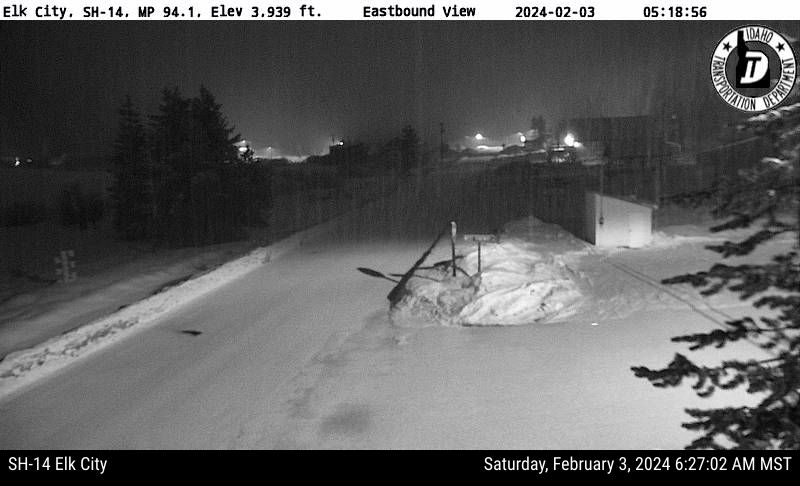 Elk City, SH-14, MP 94.1, Elev 3,939 ft. Eastbound View 2024-02-03 05:18:56
IDAHO
TRANSPORTATION DEPARTMENT
SH-14 Elk City Saturday, February 3, 2024 6:27:02 AM MST